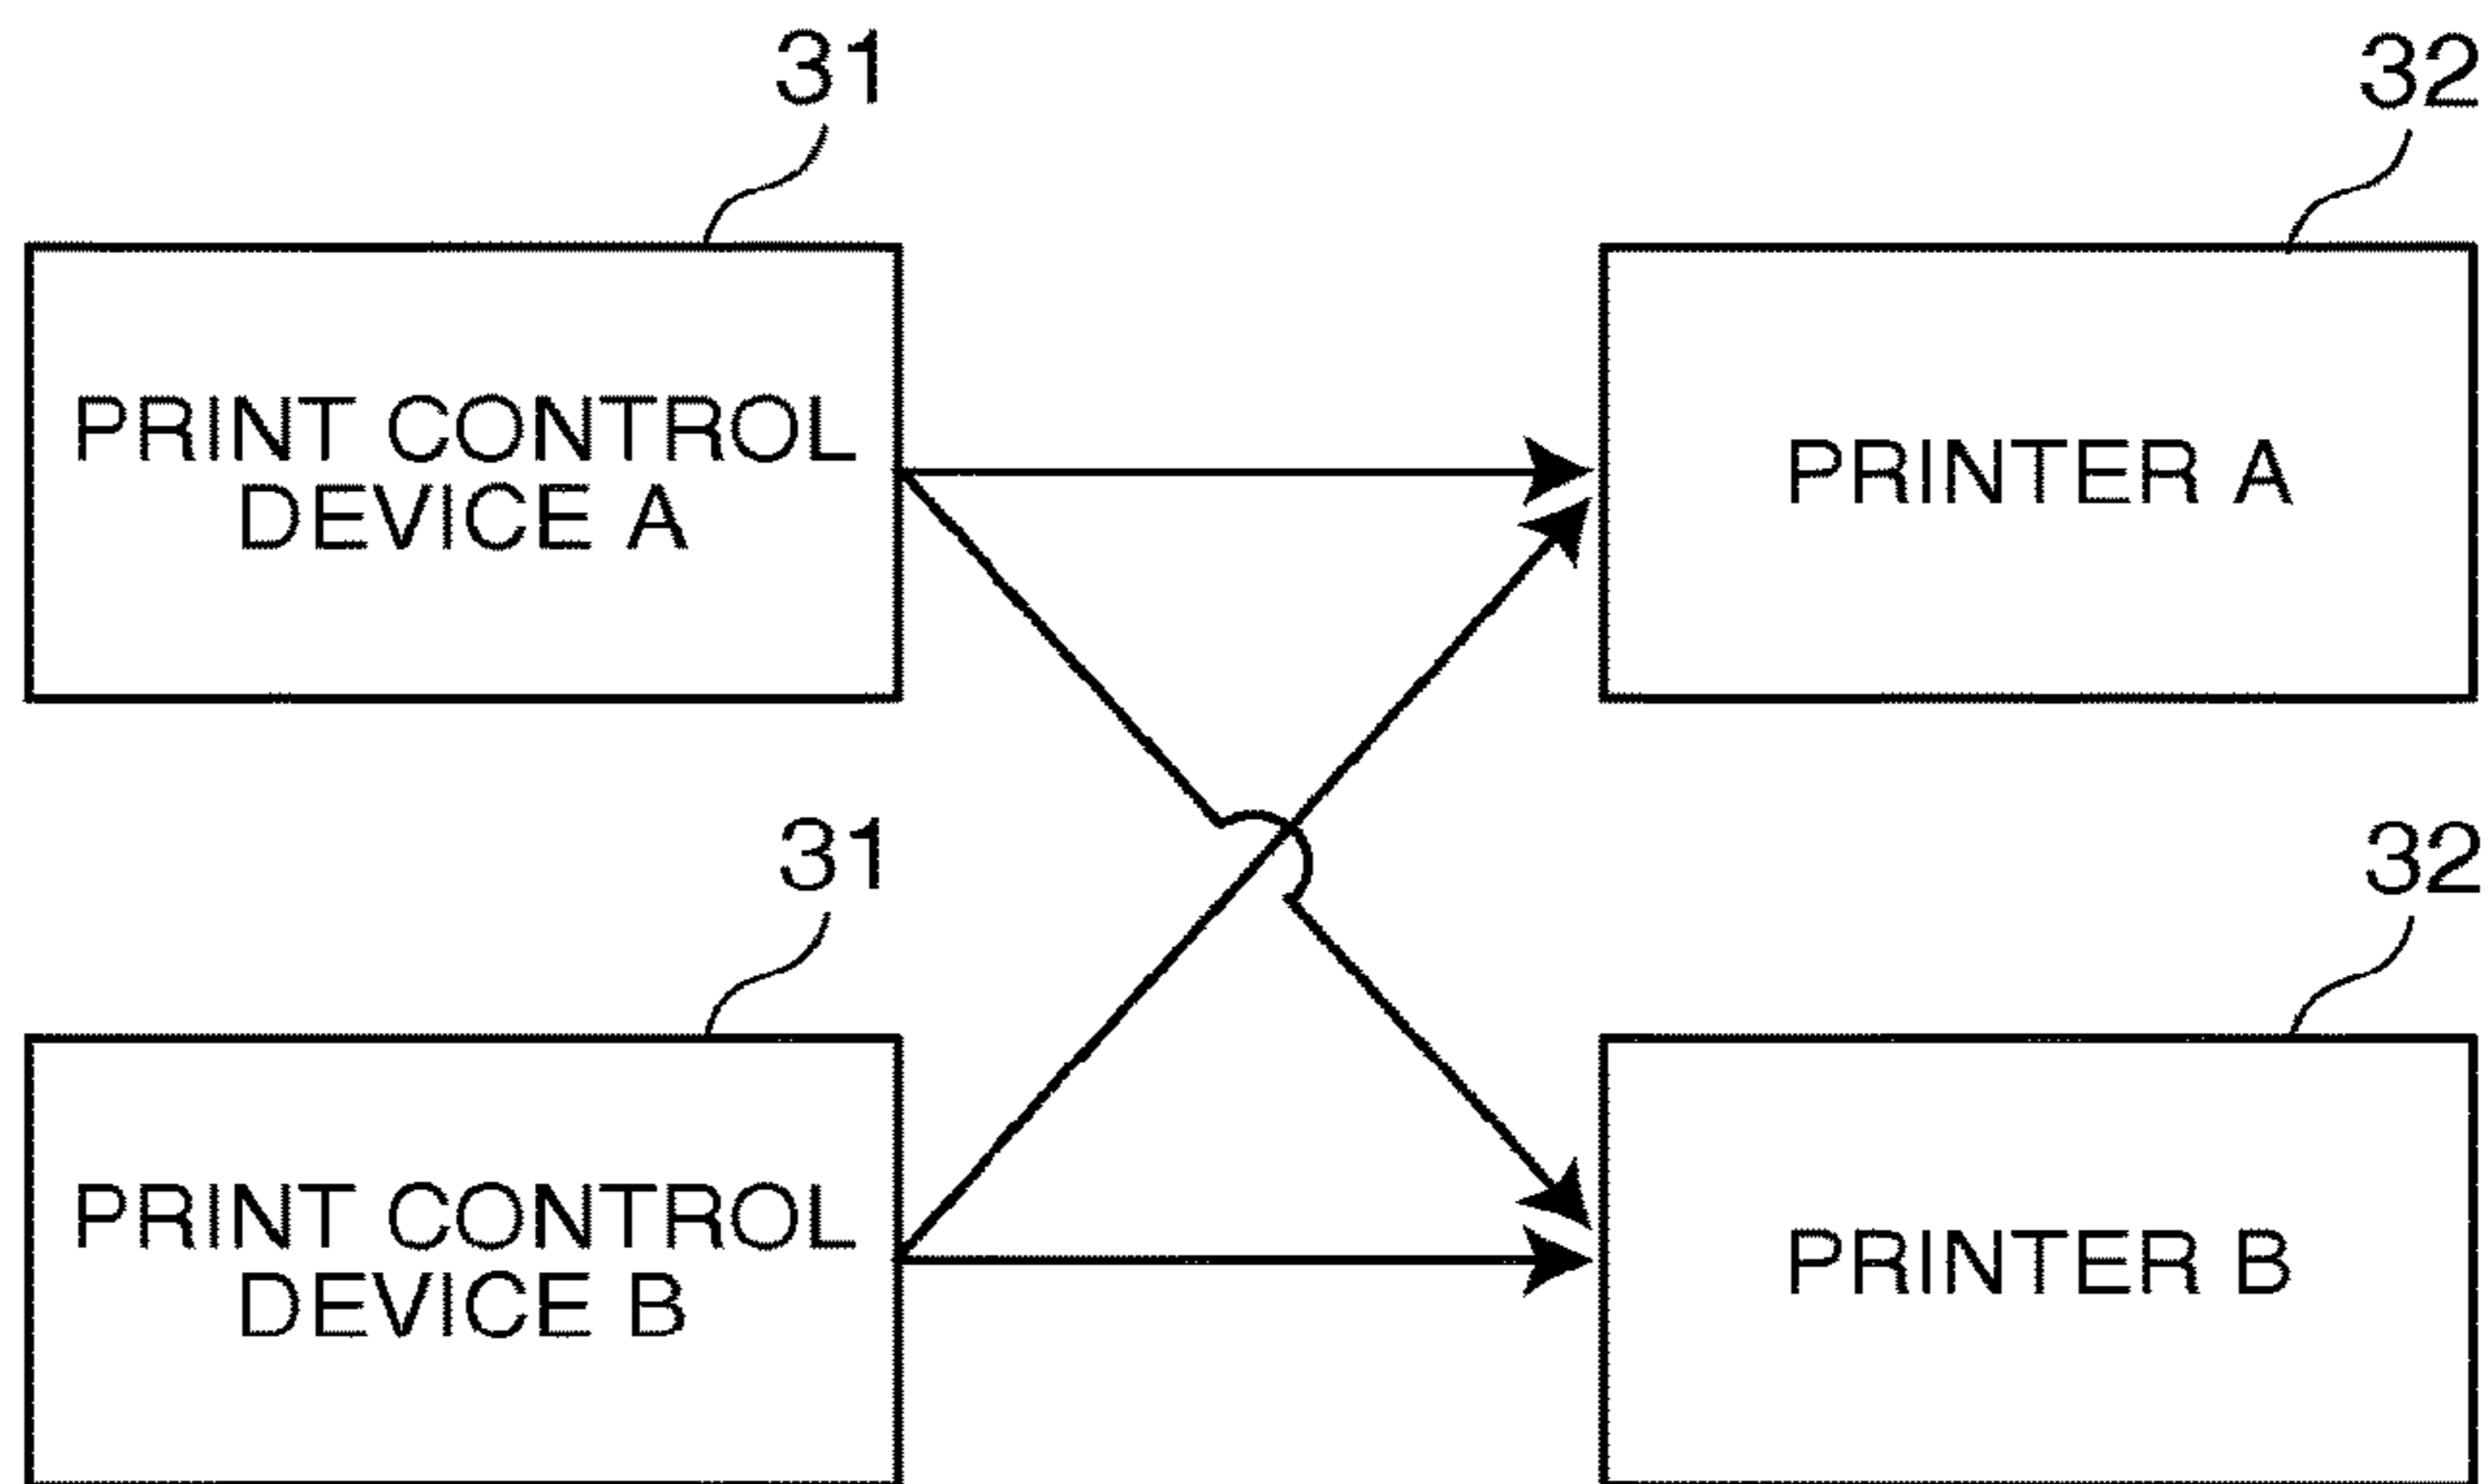 31
32
PRINT CONTROL
DEVICE A
PRINTER A
31
32
PRINT CONTROL
DEVICE B
PRINTER B